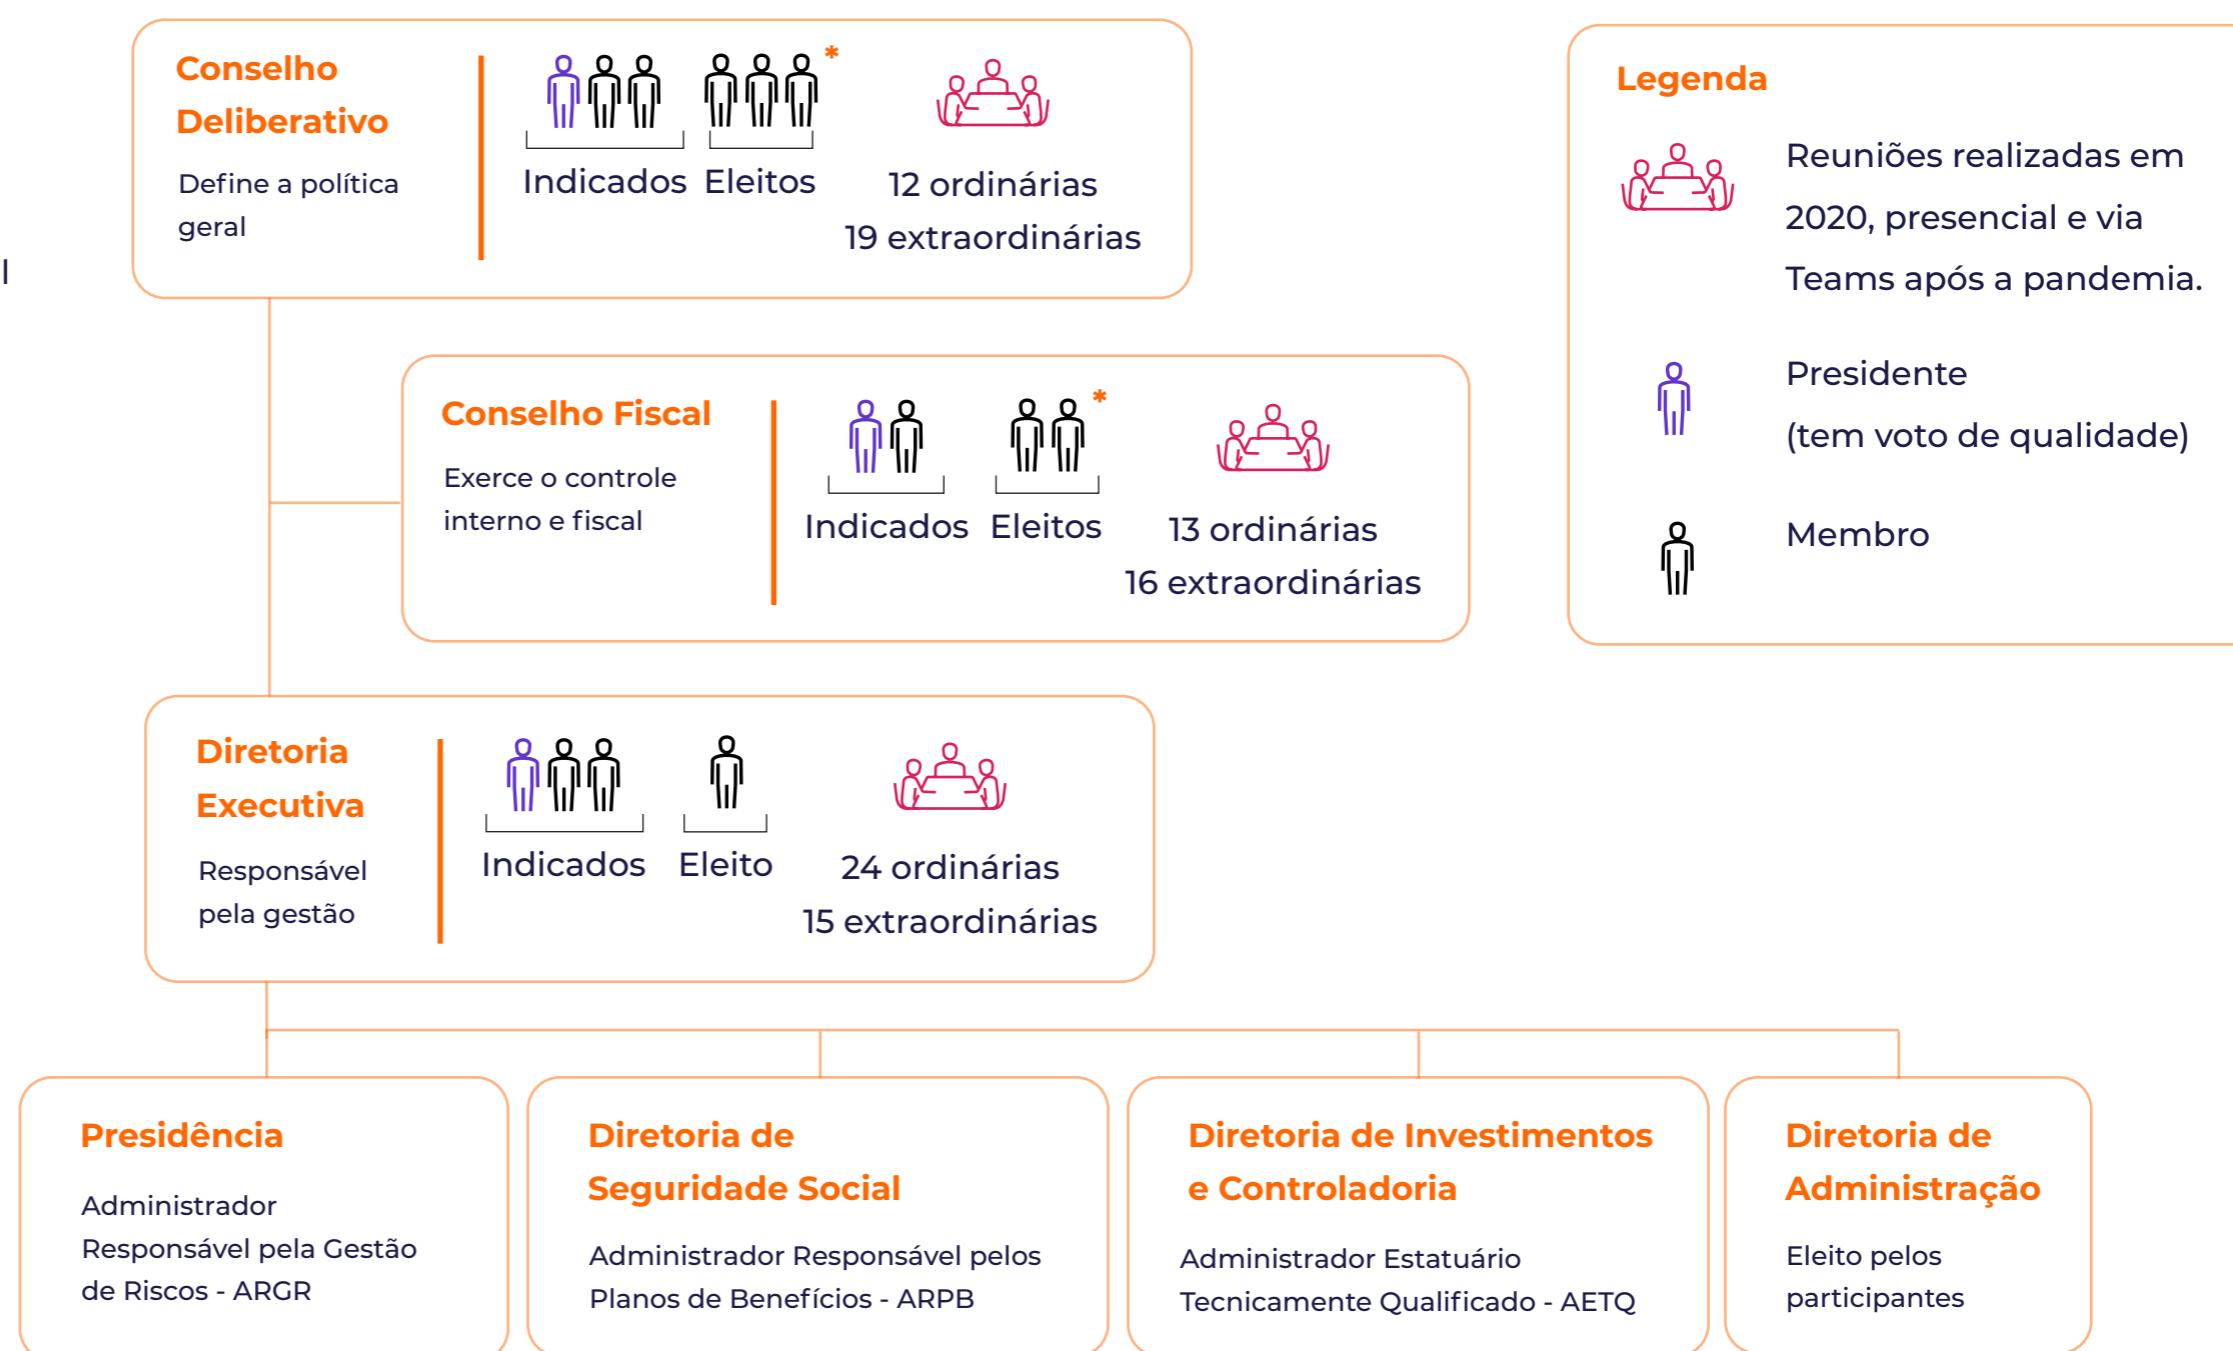 Conselho
Deliberativo
Define a política
geral
*
Indicados Eleitos
12 ordinárias
19 extraordinárias
l
Conselho Fiscal
Exerce o controle
interno e fiscal
*
Indicados Eleitos
13 ordinárias
16 extraordinárias
Legenda
Reuniões realizadas em
2020, presencial e via
Teams após a pandemia.
Presidente
(tem voto de qualidade)
Membro
Diretoria
Executiva
Responsável
pela gestão
Indicados Eleito
24 ordinárias
15 extraordinárias
Presidência
Administrador
Responsável pela Gestão
de Riscos - ARGR
Diretoria de
Seguridade Social
Administrador Responsável pelos
Planos de Benefícios - ARPB
Diretoria de Investimentos
e Controladoria
Administrador Estatuário
Tecnicamente Qualificado - AETQ
Diretoria de
Administração
Eleito pelos
participantes